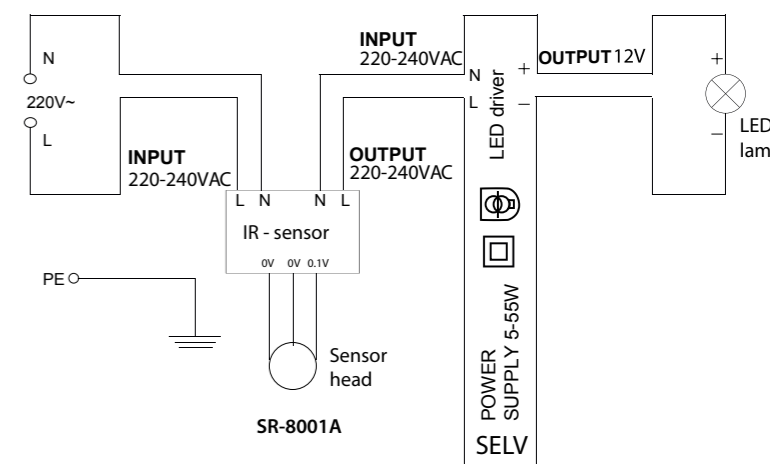 N
220V~
L
INPUT
220-240VAC
L N N L
IR - sensor
0V 0V 0.1V
Sensor
head
SR-8001A
PE
OUTPUT
220-240VAC
INPUT
220-240VAC
N
L
+
−
LED driver
POWER
SUPPLY 5-55W
SELV
OUTPUT 12V
+
−
LED
lam